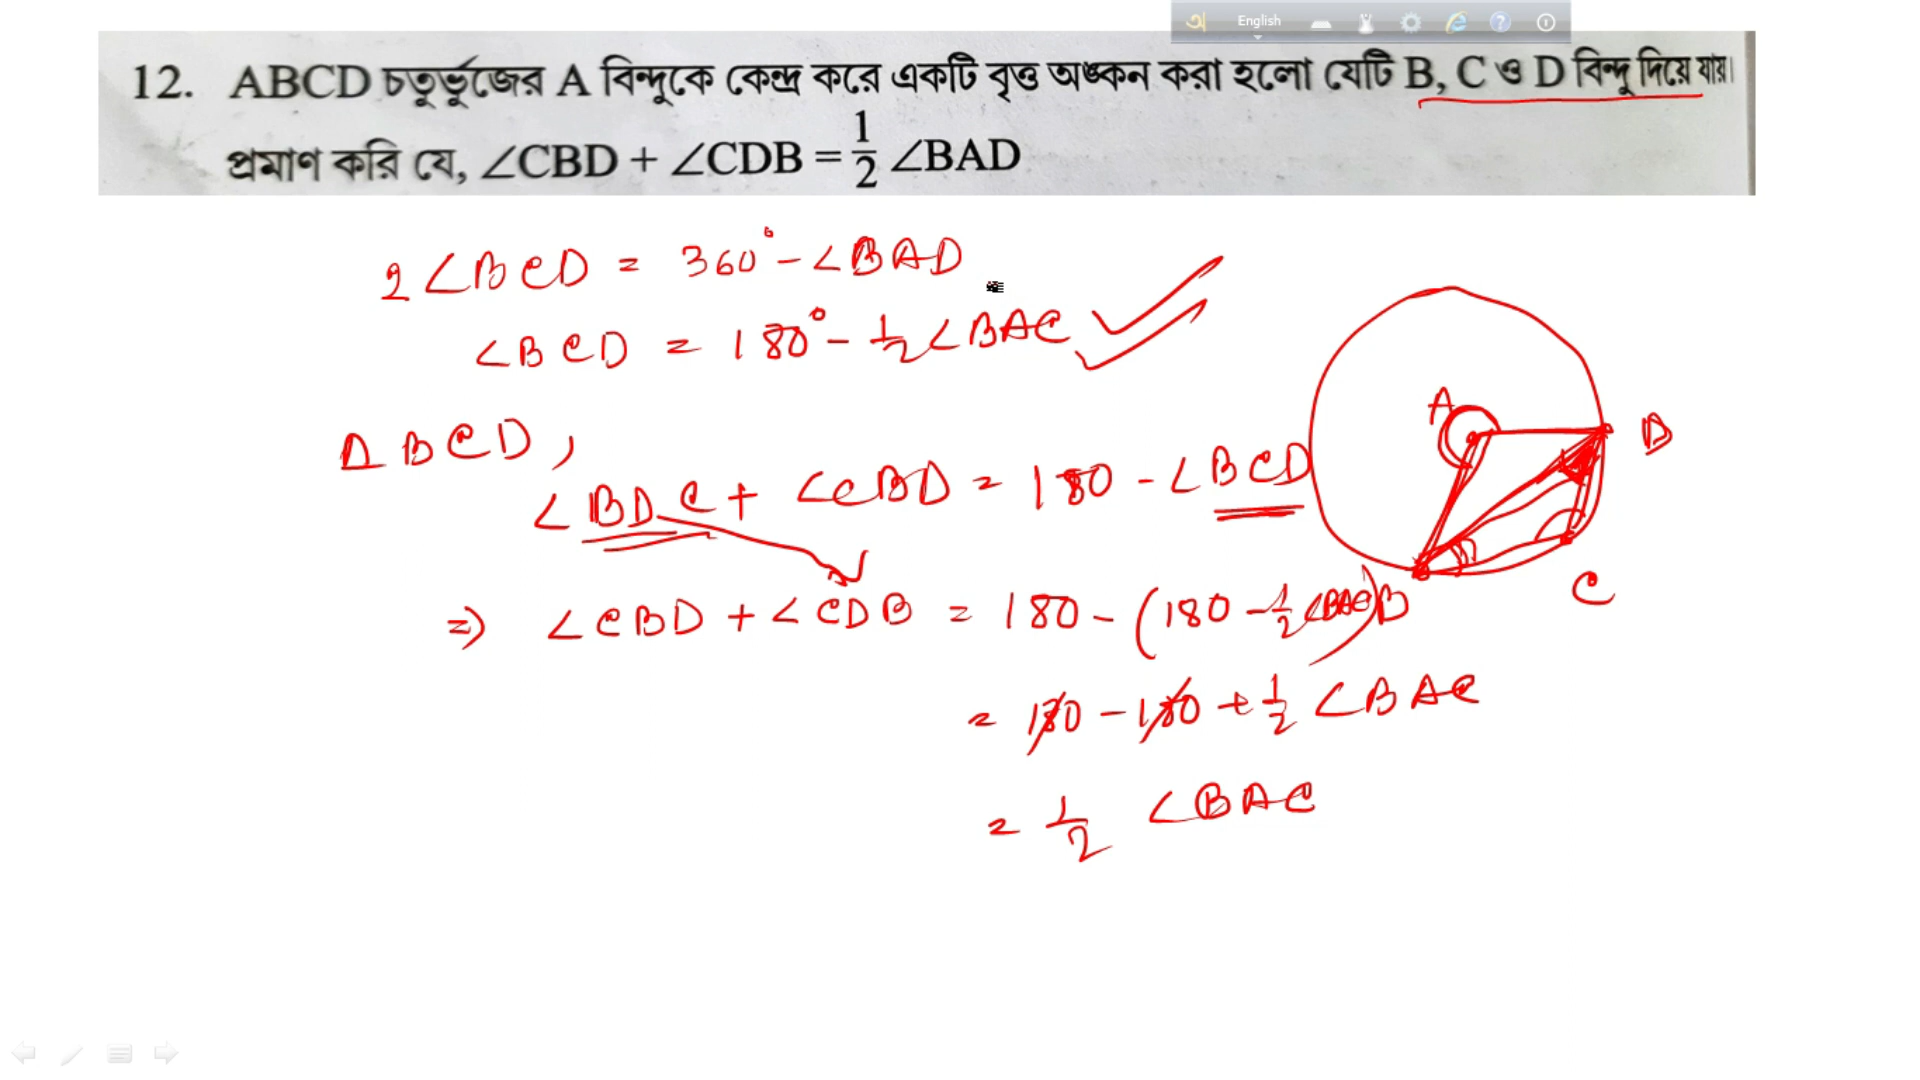 English
12. ABCD চতুর্ভুজের A বিন্দুকে কেন্দ্র করে একটি বৃত্ত অঙ্কন করা হলো যেটি B, C ও D বিন্দু দিয়ে যায়।
প্রমাণ করি যে, ∠CBD + ∠CDB = 1/2 ∠BAD
2∠BCD = 360° - ∠BAD
∠BCD = 180° - 1/2 ∠BAC
△BCD,
∠BDC + ∠CBD = 180 - ∠BCD
⇒ ∠CBD + ∠CDB = 180 - (180 - 1/2 ∠BAC)
= 180 - 180 + 1/2 ∠BAC
= 1/2 ∠BAC
A
D
B
C